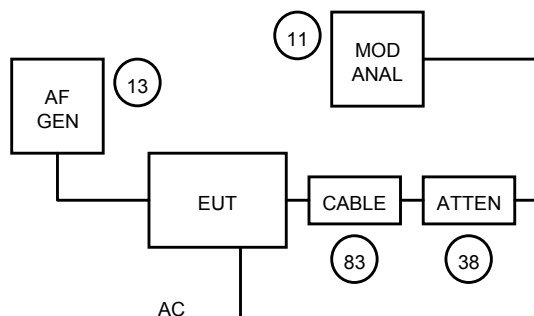 11
MOD
ANAL
AF
GEN
13
EUT
CABLE
ATTEN
83
38
AC